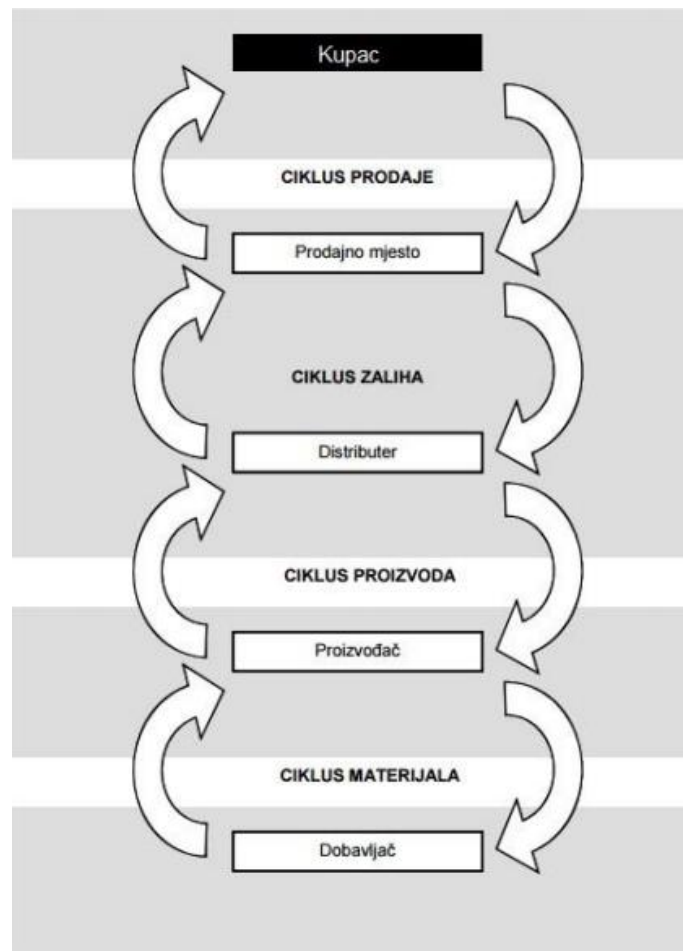 Kupac
CIKLUS PRODAJE
Prodajno mjesto
CIKLUS ZALIHA
Distributer
CIKLUS PROIZVODA
Proizvođač
CIKLUS MATERIJALA
Dobavljač